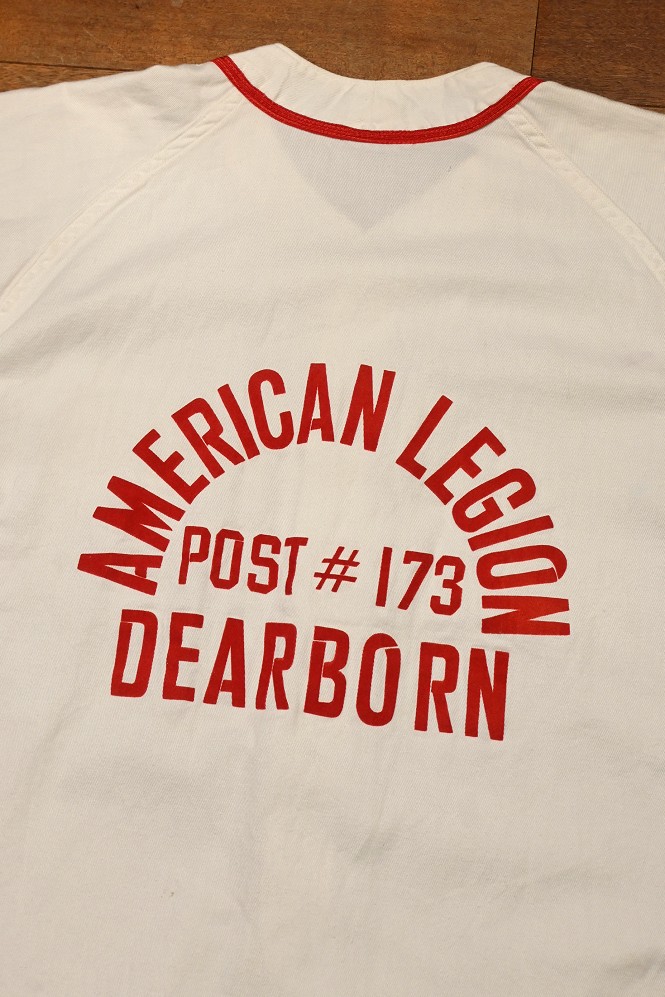 AMERICAN LEGION
POST # 173
DEARBORN